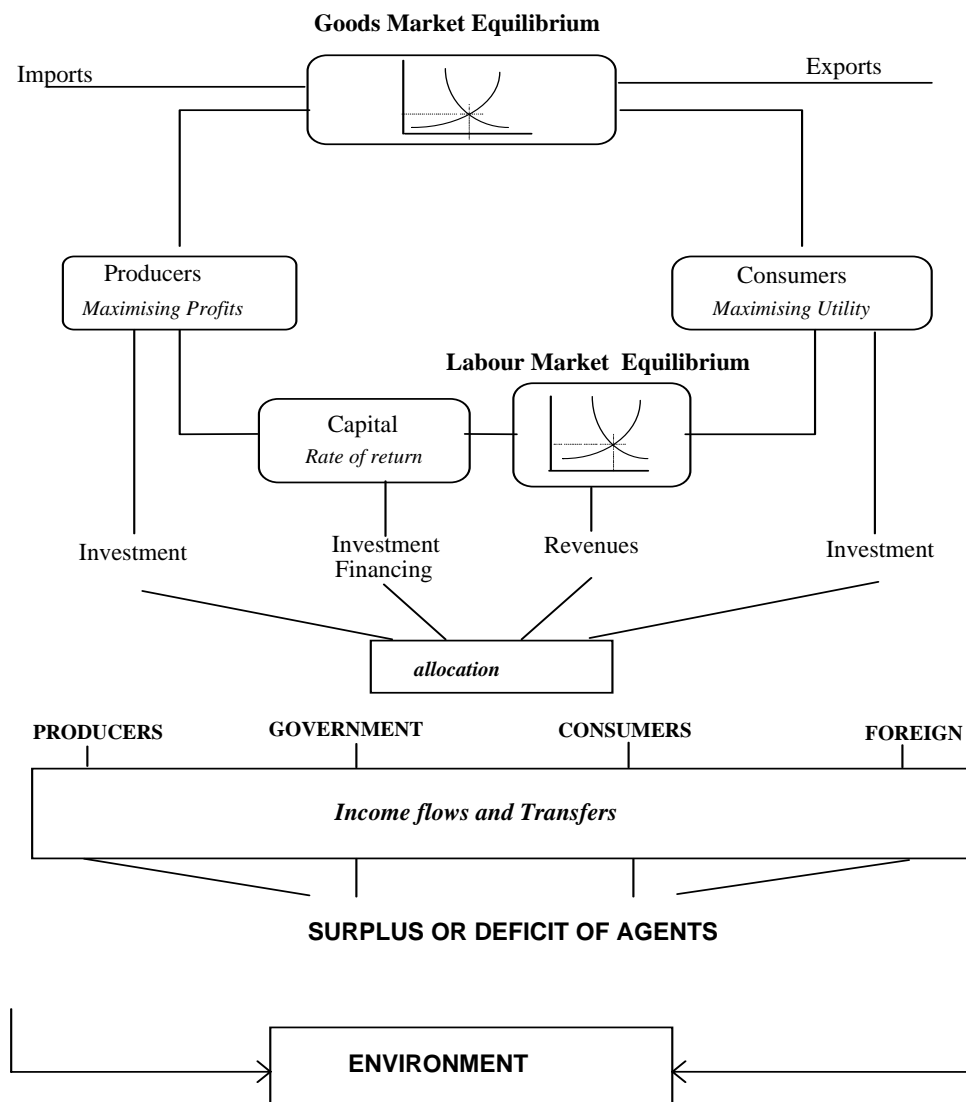 Goods Market Equilibrium
Imports
Exports
Producers
Maximising Profits
Consumers
Maximising Utility
Labour Market Equilibrium
Capital
Rate of return
Investment
Investment
Financing
Revenues
Investment
allocation
PRODUCERS
GOVERNMENT
CONSUMERS
FOREIGN
Income flows and Transfers
SURPLUS OR DEFICIT OF AGENTS
ENVIRONMENT